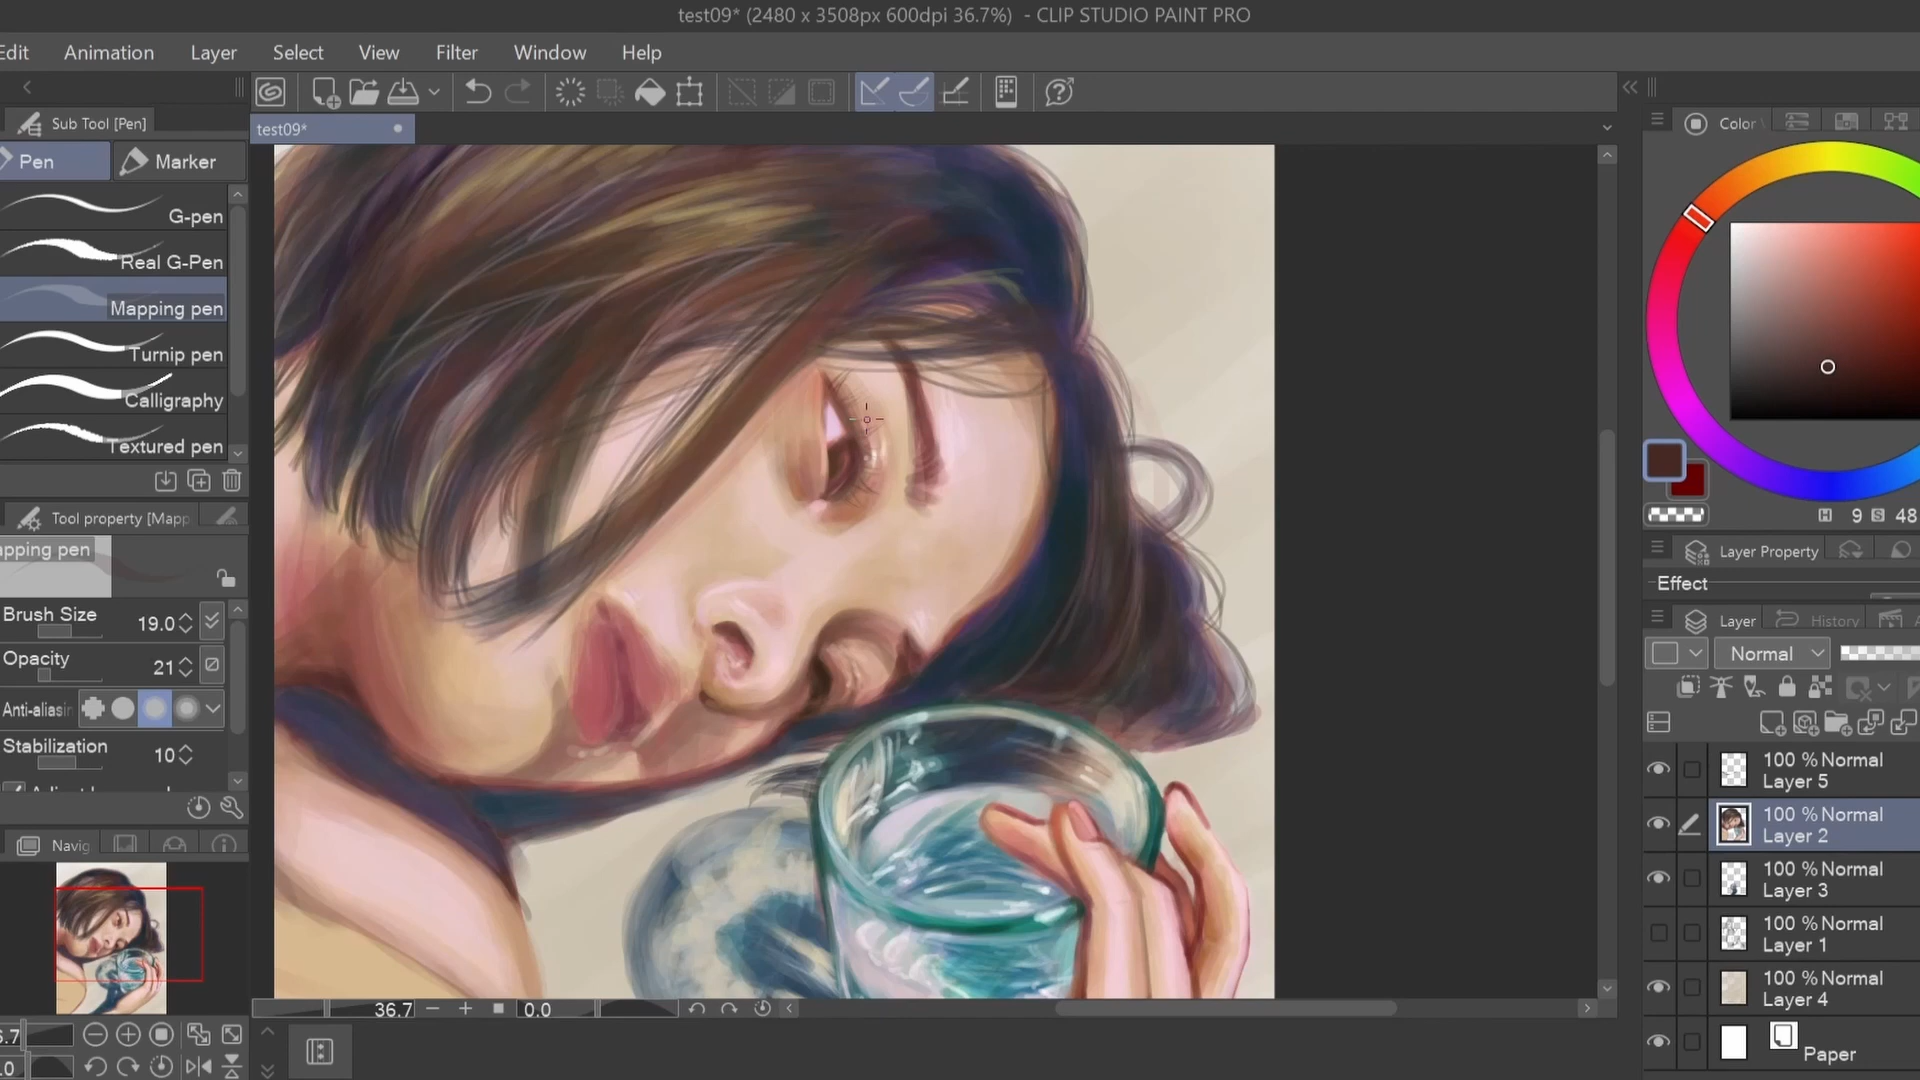 test09* (2480 x 3508px 600dpi 36.7%) - CLIP STUDIO PAINT PRO
Edit Animation Layer Select View Filter Window Help
Sub Tool [Pen]
test09*
Color
Pen Marker
G-pen
Real G-Pen
Mapping pen
Turnip pen
Calligraphy
Textured pen
Tool property [Mapp
apping pen
Brush Size 19.0
Opacity 21
Anti-aliasin
Stabilization 10
Navig
36.7 0.0
H 9 S 48
Layer Property
Effect
Layer History
Normal
100 % Normal
Layer 5
100 % Normal
Layer 2
100 % Normal
Layer 3
100 % Normal
Layer 1
100 % Normal
Layer 4
Paper